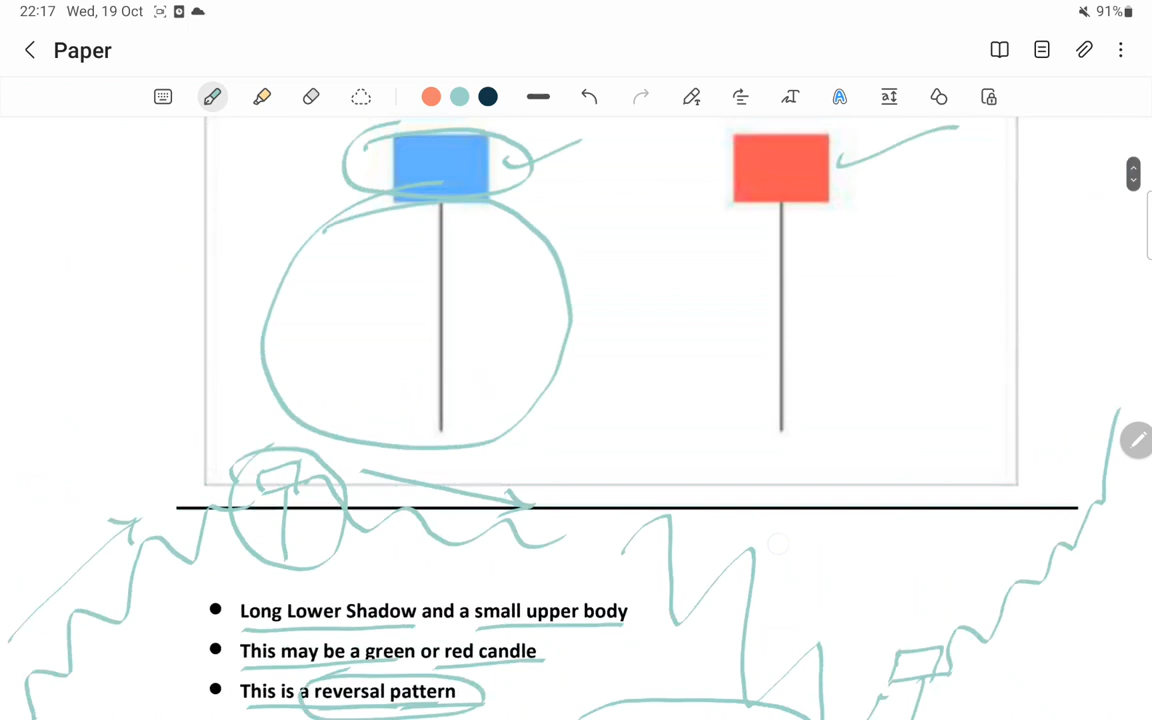 22:17 Wed, 19 Oct
91%
Paper
Long Lower Shadow and a small upper body
This may be a green or red candle
This is a reversal pattern